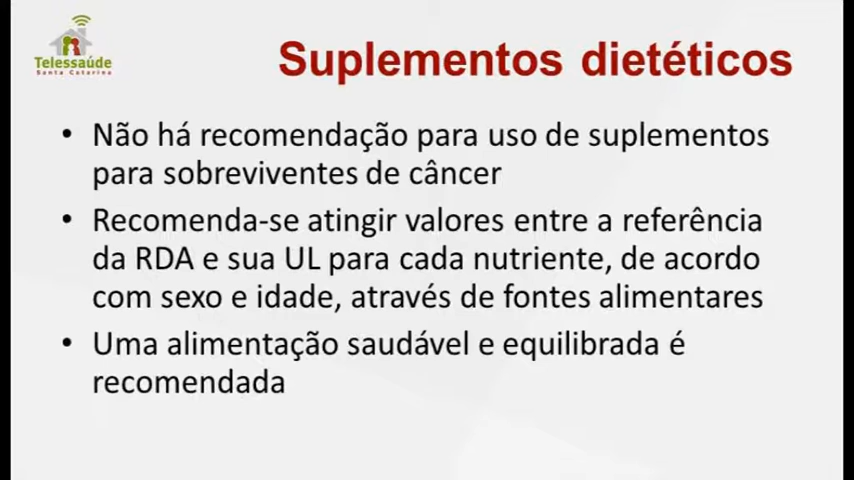 Telessaúde
Santa Catarina
Suplementos dietéticos
• Não há recomendação para uso de suplementos
para sobreviventes de câncer
• Recomenda-se atingir valores entre a referência
da RDA e sua UL para cada nutriente, de acordo
com sexo e idade, através de fontes alimentares
• Uma alimentação saudável e equilibrada é
recomendada